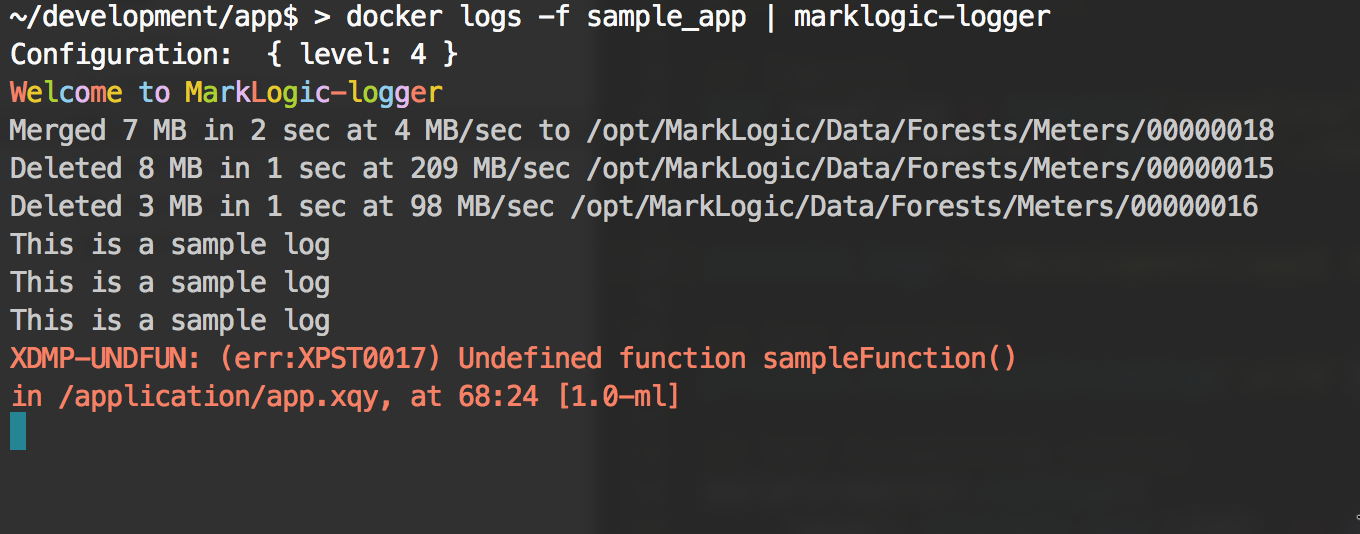 ~/development/app$ > docker logs -f sample_app | marklogic-logger
Configuration:  { level: 4 }
Welcome to MarkLogic-logger
Merged 7 MB in 2 sec at 4 MB/sec to /opt/MarkLogic/Data/Forests/Meters/00000018
Deleted 8 MB in 1 sec at 209 MB/sec /opt/MarkLogic/Data/Forests/Meters/00000015
Deleted 3 MB in 1 sec at 98 MB/sec /opt/MarkLogic/Data/Forests/Meters/00000016
This is a sample log
This is a sample log
This is a sample log
XDMP-UNDFUN: (err:XPST0017) Undefined function sampleFunction()
in /application/app.xqy, at 68:24 [1.0-ml]